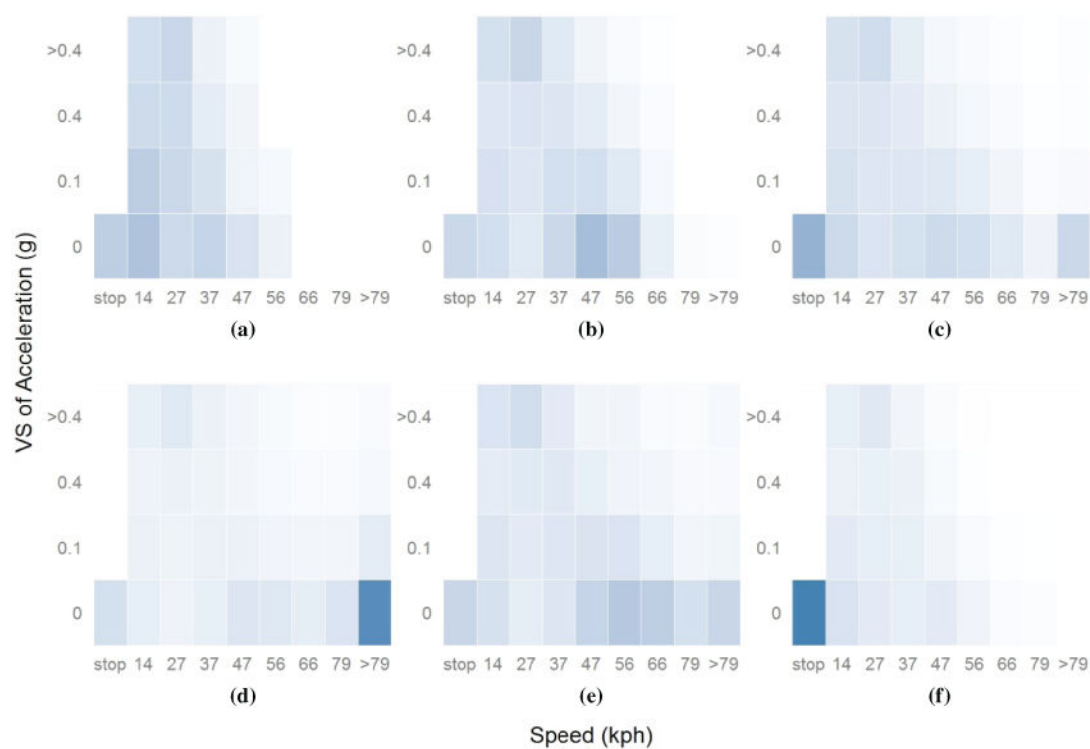 >0.4 >0.4 >0.4
0.4 0.4 0.4
0.1 0.1 0.1
0 0 0
stop 14 27 37 47 56 66 79 >79 stop 14 27 37 47 56 66 79 >79 stop 14 27 37 47 56 66 79 >79
(a) (b) (c)
VS of Acceleration (g)
>0.4 >0.4 >0.4
0.4 0.4 0.4
0.1 0.1 0.1
0 0 0
stop 14 27 37 47 56 66 79 >79 stop 14 27 37 47 56 66 79 >79 stop 14 27 37 47 56 66 79 >79
(d) (e) (f)
Speed (kph)